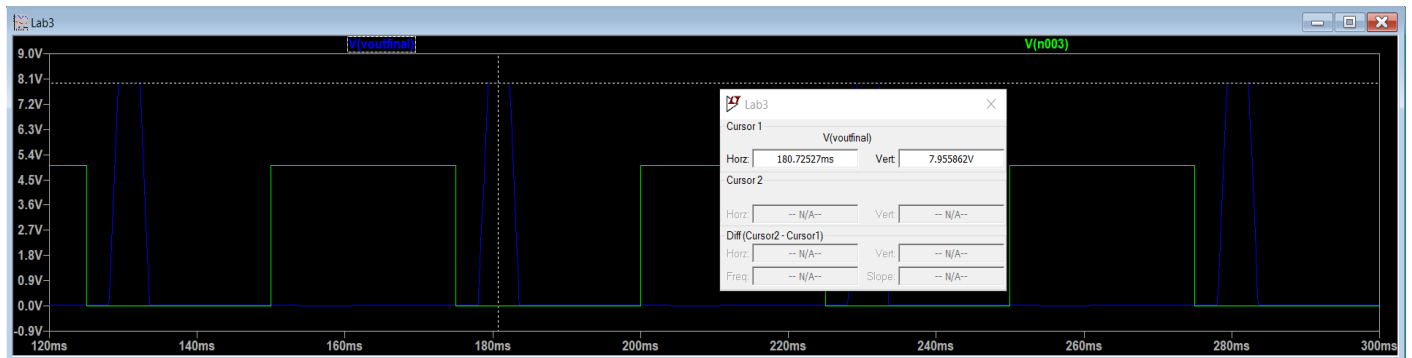 Lab3
V(voutfinal)
V(n003)
9.0V
8.1V
7.2V
6.3V
5.4V
4.5V
3.6V
2.7V
1.8V
0.9V
0.0V
-0.9V
120ms
140ms
160ms
180ms
200ms
220ms
240ms
260ms
280ms
300ms
Lab3
Cursor 1
V(voutfinal)
Horz: 180.72527ms Vert: 7.955862V
Cursor 2
Horz: -- N/A-- Vert: -- N/A--
Diff (Cursor2 - Cursor1)
Horz: -- N/A-- Vert: -- N/A--
Freq: -- N/A-- Slope: -- N/A--